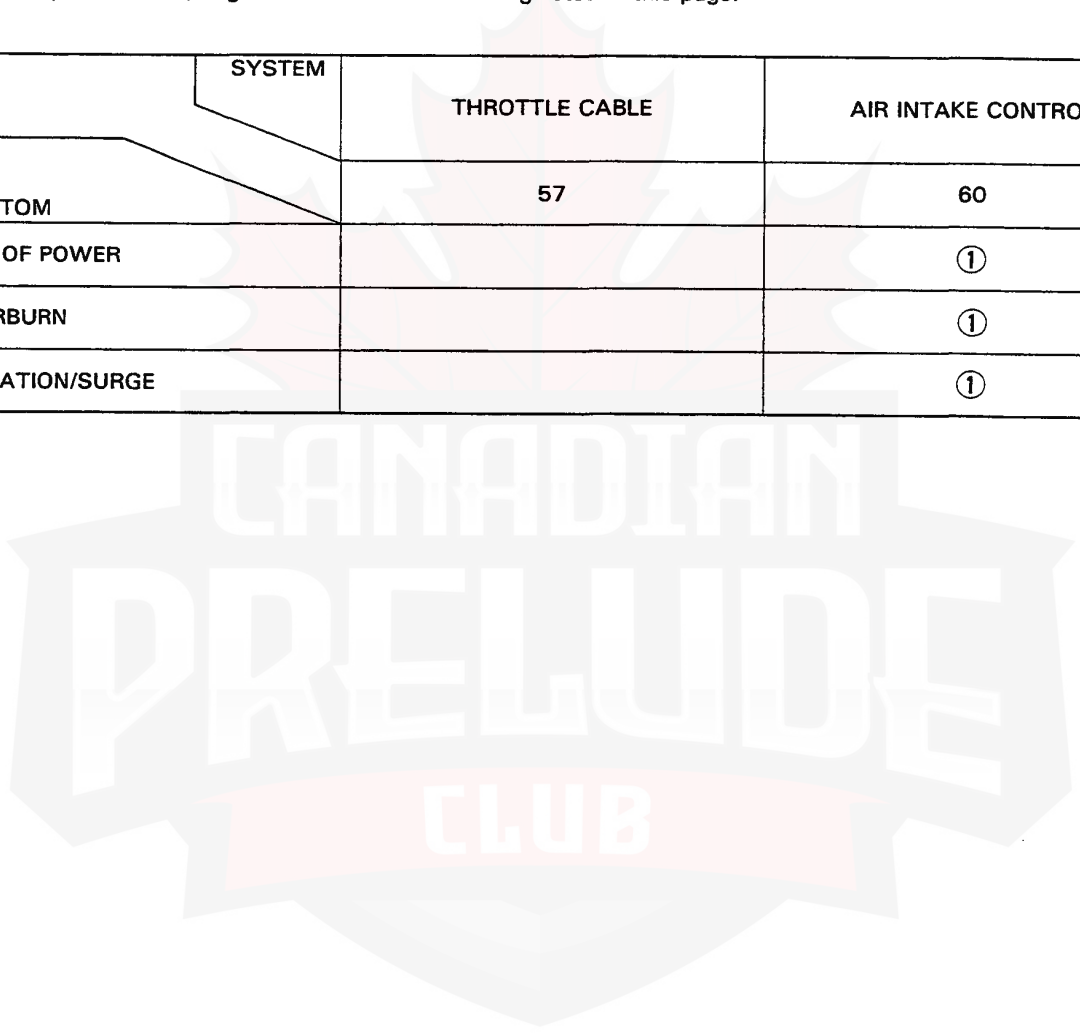 SYSTEM
THROTTLE CABLE
AIR INTAKE CONTRO
57
60
TOM
OF POWER
①
RBURN
①
ATION/SURGE
①
CANADIAN
PRELUDE
CLUB